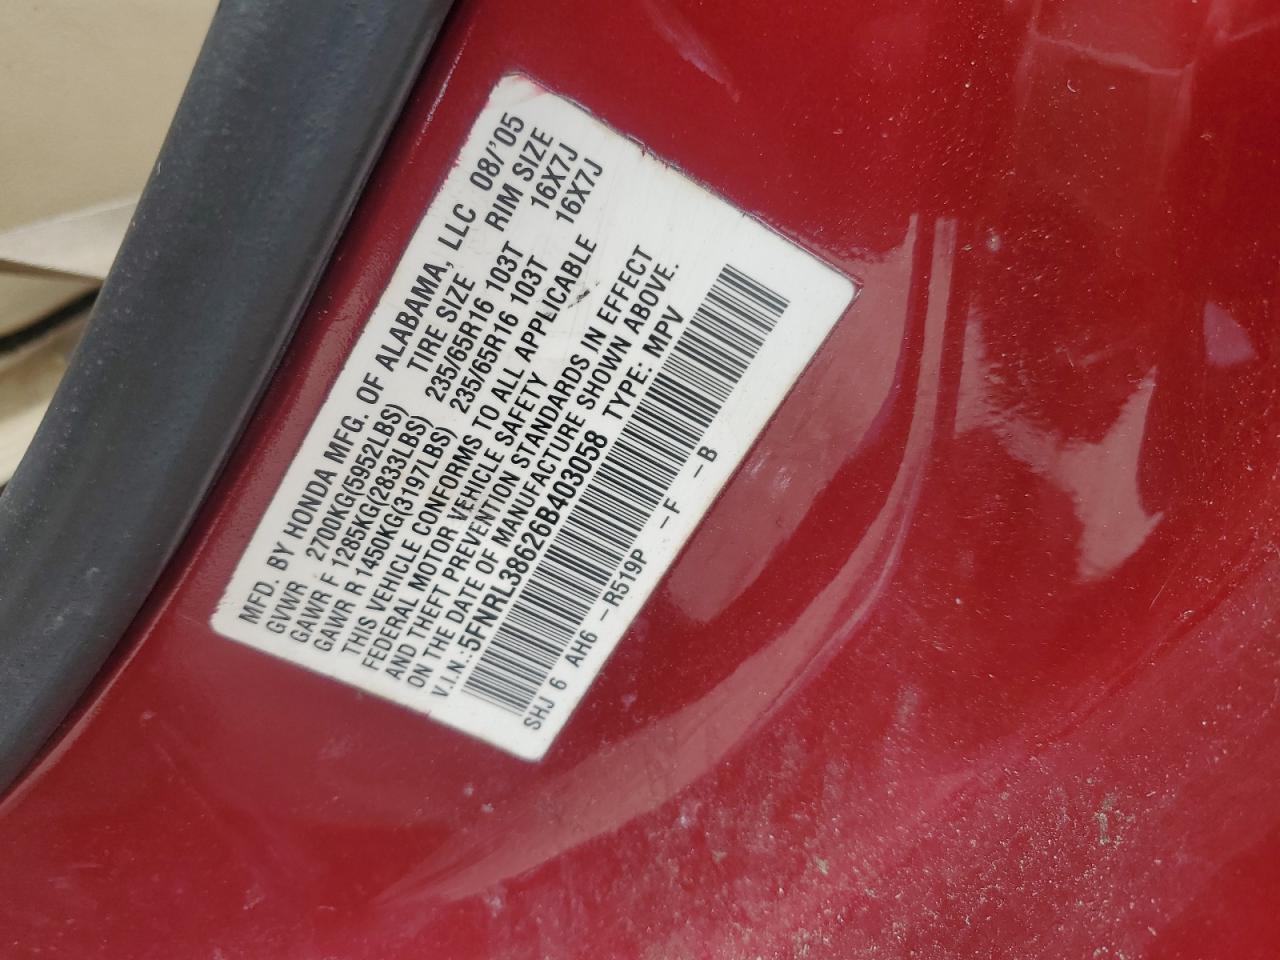 MFD. BY HONDA MFG. OF ALABAMA, LLC 08/'05
GVWR 2700KG(5952LBS) TIRE SIZE RIM SIZE
GAWR F 1285KG(2833LBS) 235/65R16 103T 16X7J
GAWR R 1450KG(3197LBS) 235/65R16 103T 16X7J
THIS VEHICLE CONFORMS TO ALL APPLICABLE
FEDERAL MOTOR VEHICLE SAFETY
AND THEFT PREVENTION STANDARDS IN EFFECT
ON THE DATE OF MANUFACTURE SHOWN ABOVE.
V.I.N.: 5FNRL38626B403058 TYPE: MPV
SHJ 6 AH6 -R519P -F -B